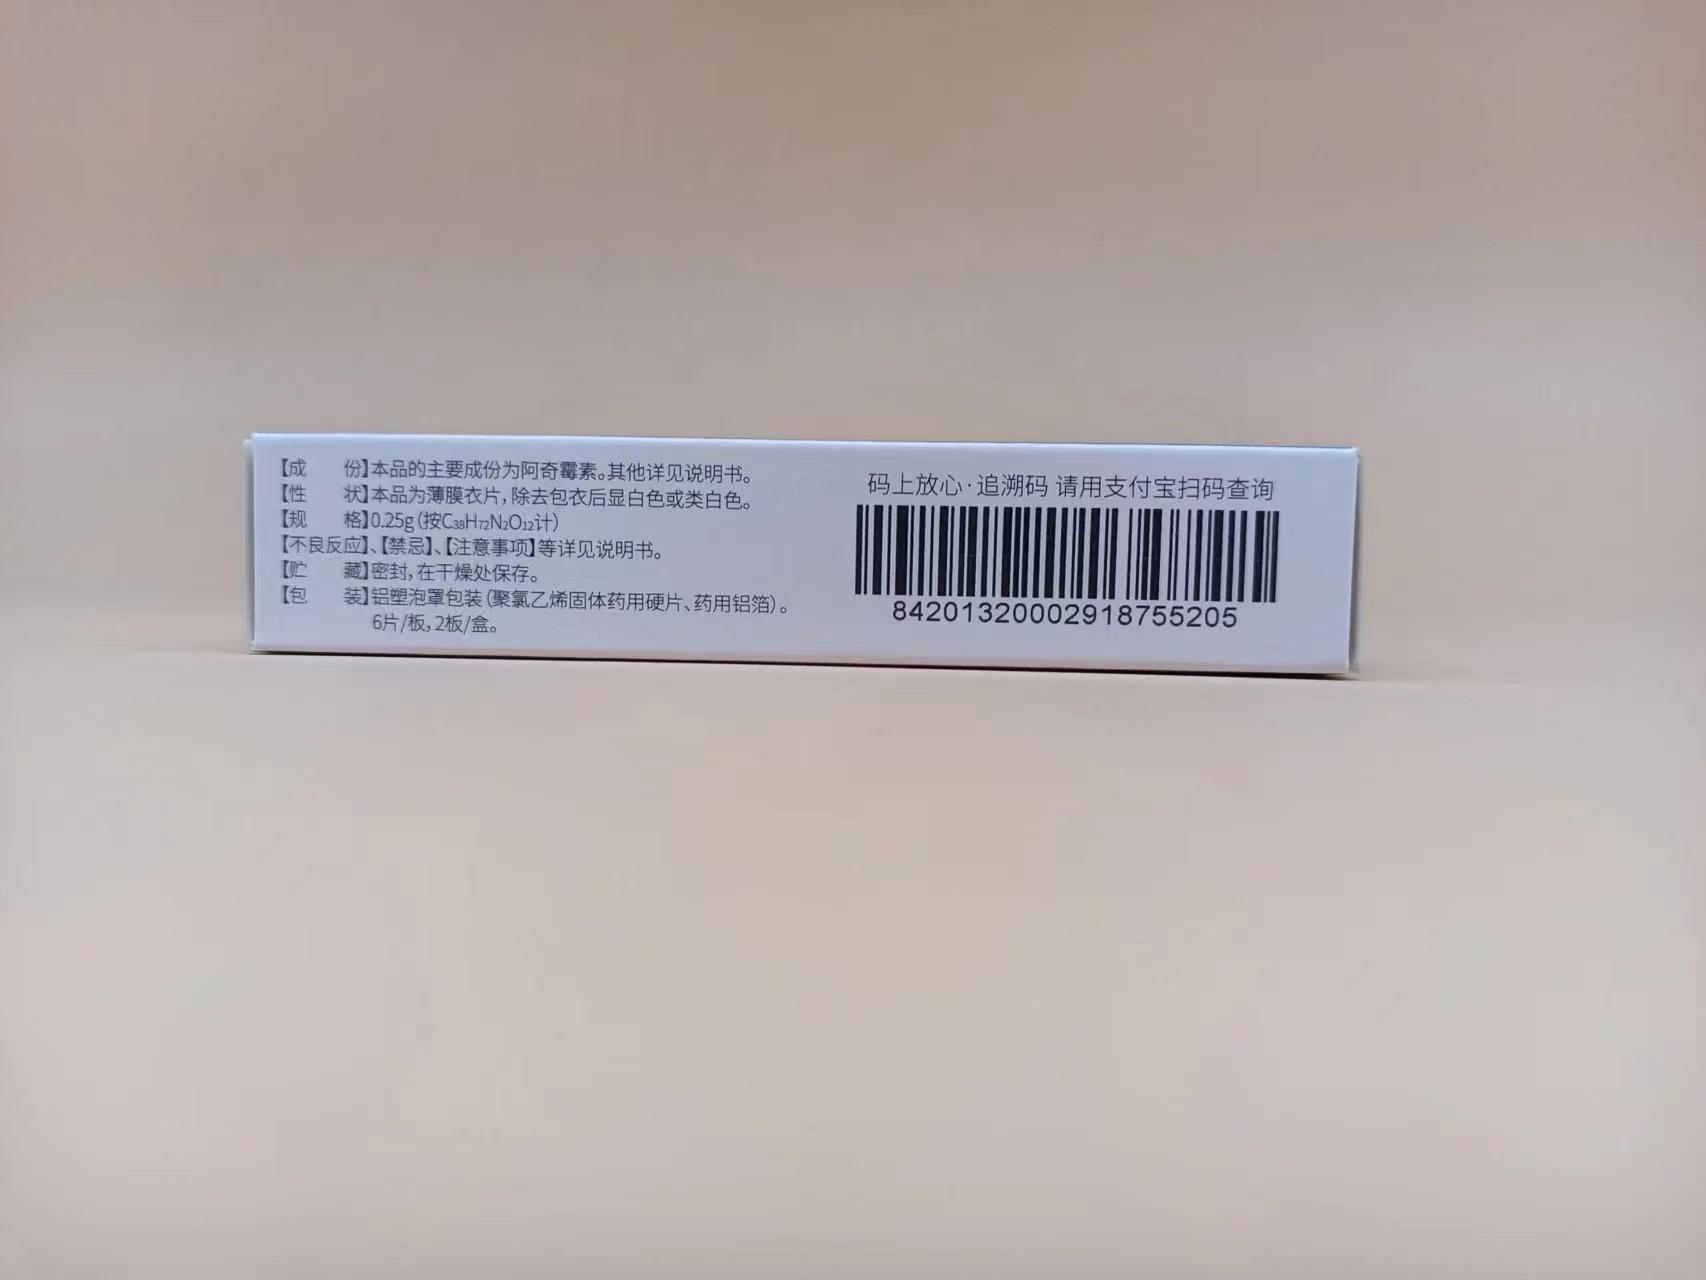 【成　　份】本品的主要成份为阿奇霉素。其他详见说明书。
【性　　状】本品为薄膜衣片，除去包衣后显白色或类白色。
【规　　格】0.25g（按C₃₈H₇₂N₂O₁₂计）
【不良反应】、【禁忌】、【注意事项】等详见说明书。
【贮　　藏】密封，在干燥处保存。
【包　　装】铝塑泡罩包装（聚氯乙烯固体药用硬片、药用铝箔）。
6片/板，2板/盒。
码上放心·追溯码 请用支付宝扫码查询
84201320002918755205